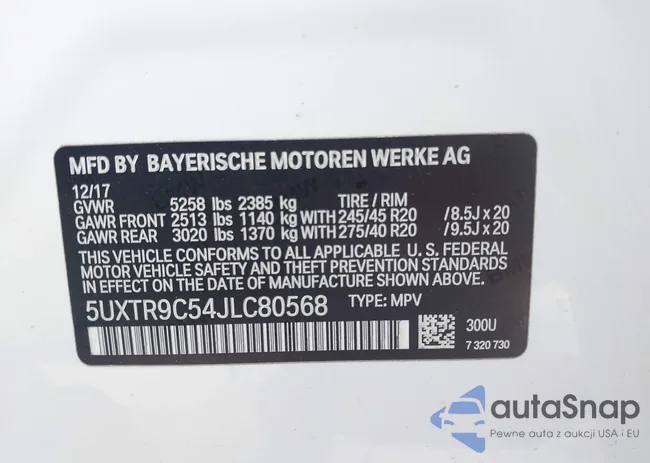 MFD BY BAYERISCHE MOTOREN WERKE AG
12/17
GVWR 5258 lbs 2385 kg TIRE / RIM
GAWR FRONT 2513 lbs 1140 kg WITH 245/45 R20 /8.5J x 20
GAWR REAR 3020 lbs 1370 kg WITH 275/40 R20 /9.5J x 20
THIS VEHICLE CONFORMS TO ALL APPLICABLE U. S. FEDERAL
MOTOR VEHICLE SAFETY AND THEFT PREVENTION STANDARDS
IN EFFECT ON THE DATE OF MANUFACTURE SHOWN ABOVE.
5UXTR9C54JLC80568 TYPE: MPV
300U
7 320 730
autaSnap
Pewne auta z aukcji USA i EU